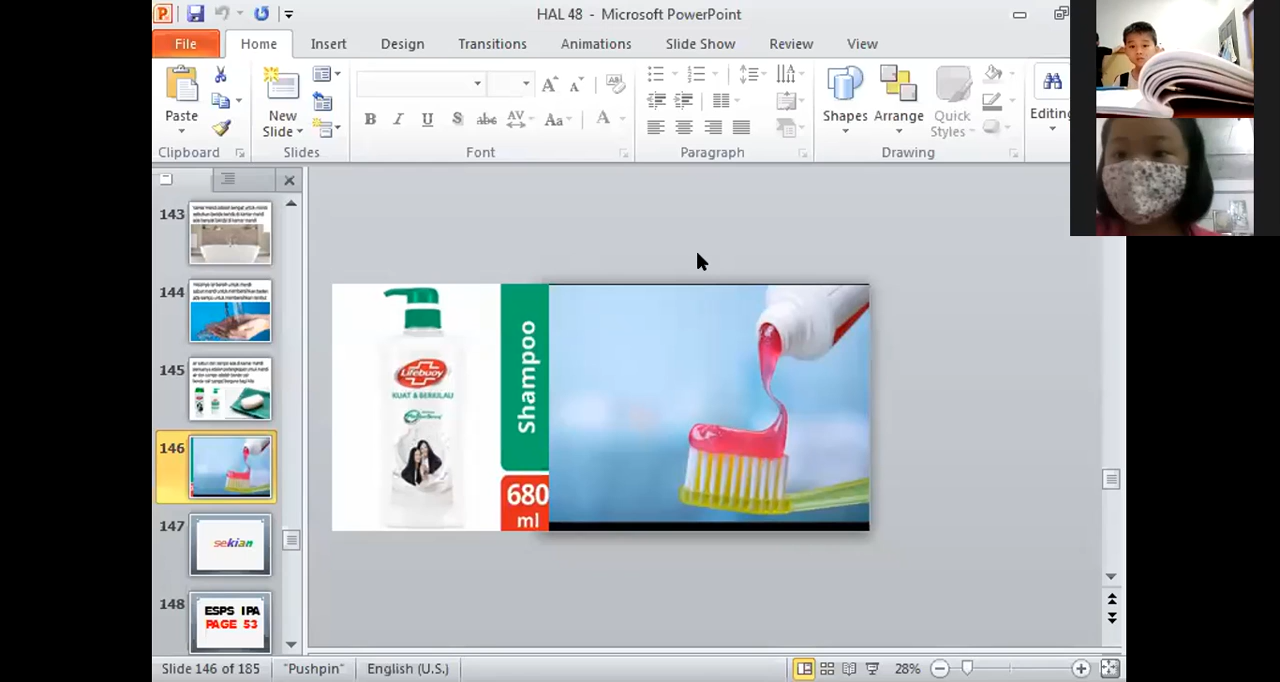 HAL 48 - Microsoft PowerPoint
File Home Insert Design Transitions Animations Slide Show Review View
Paste
New
Slide
Shapes Arrange Quick
Styles
Editing
Clipboard Slides Font Paragraph Drawing
143
144
145
146
147
sekian
148
ESPS IPA
PAGE 53
Lifebuoy
KUAT & BERKILAU
Shampoo
680
ml
Slide 146 of 185 "Pushpin" English (U.S.) 28%